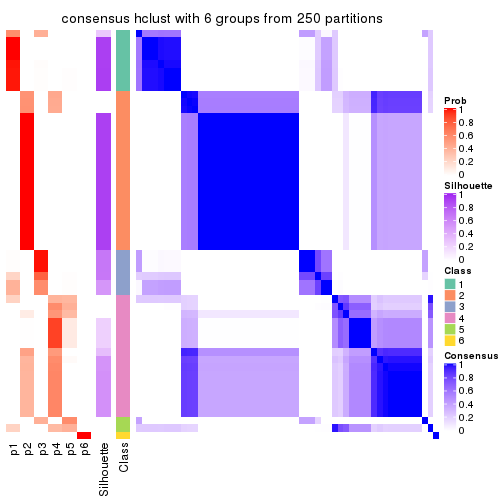 consensus hclust with 6 groups from 250 partitions
Prob
1
0.8
0.6
0.4
0.2
0
Silhouette
1
0.8
0.6
0.4
0.2
0
Class
1
2
3
4
5
6
Consensus
1
0.8
0.6
0.4
0.2
0
p1
p2
p3
p4
p5
p6
Silhouette
Class